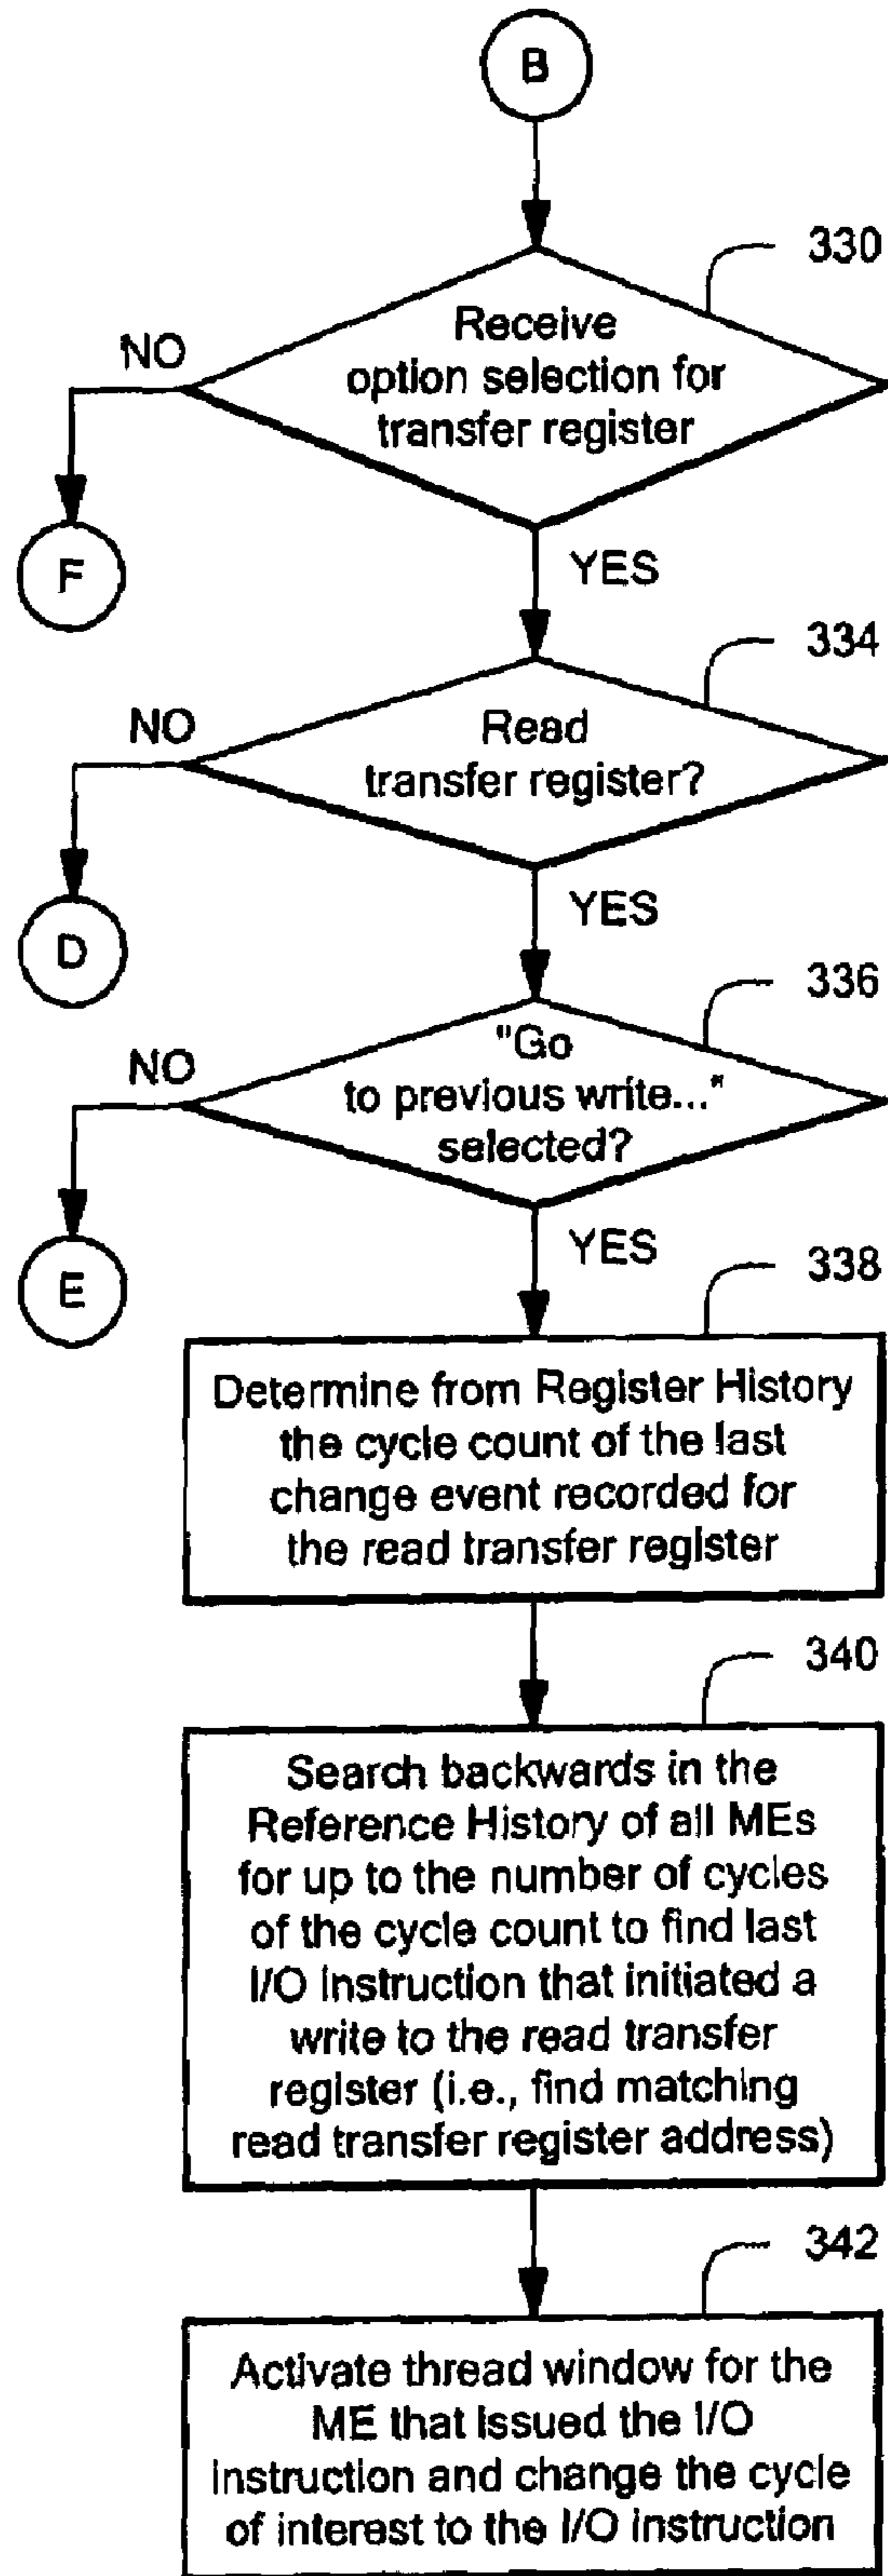 B
330
Receive
option selection for
transfer register
NO
F
YES
334
Read
transfer register?
NO
D
YES
336
"Go
to previous write..."
selected?
NO
E
YES
338
Determine from Register History
the cycle count of the last
change event recorded for
the read transfer register
340
Search backwards in the
Reference History of all MEs
for up to the number of cycles
of the cycle count to find last
I/O Instruction that initiated a
write to the read transfer
register (i.e., find matching
read transfer register address)
342
Activate thread window for the
ME that issued the I/O
instruction and change the cycle
of interest to the I/O instruction